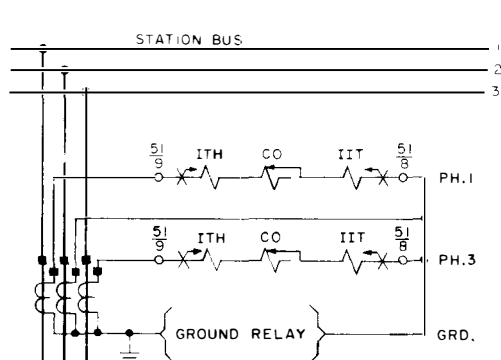 STATION BUS
1
2
3
51/9 ITH CO IIT 51/8 PH.1
51/9 ITH CO IIT 51/8 PH.3
GROUND RELAY GRD.